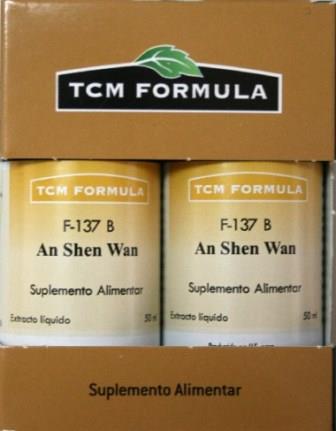 TCM FORMULA
TCM FORMULA
F-137 B
An Shen Wan
Suplemento Alimentar
Extracto líquido 50 ml
TCM FORMULA
F-137 B
An Shen Wan
Suplemento Alimentar
Extracto líquido 50 ml
Suplemento Alimentar